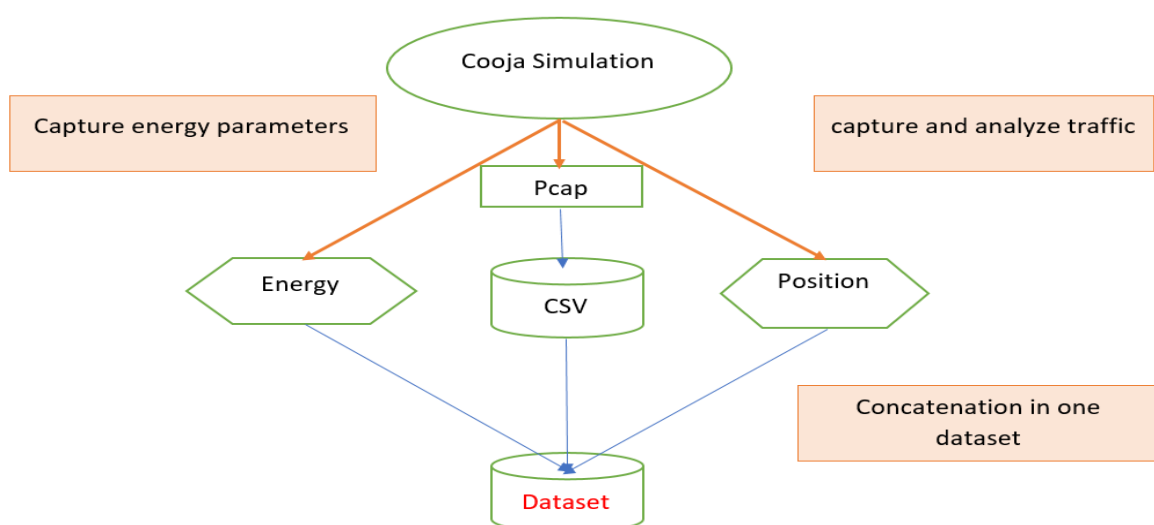 Cooja Simulation
Capture energy parameters
capture and analyze traffic
Pcap
Energy
CSV
Position
Concatenation in one
dataset
Dataset